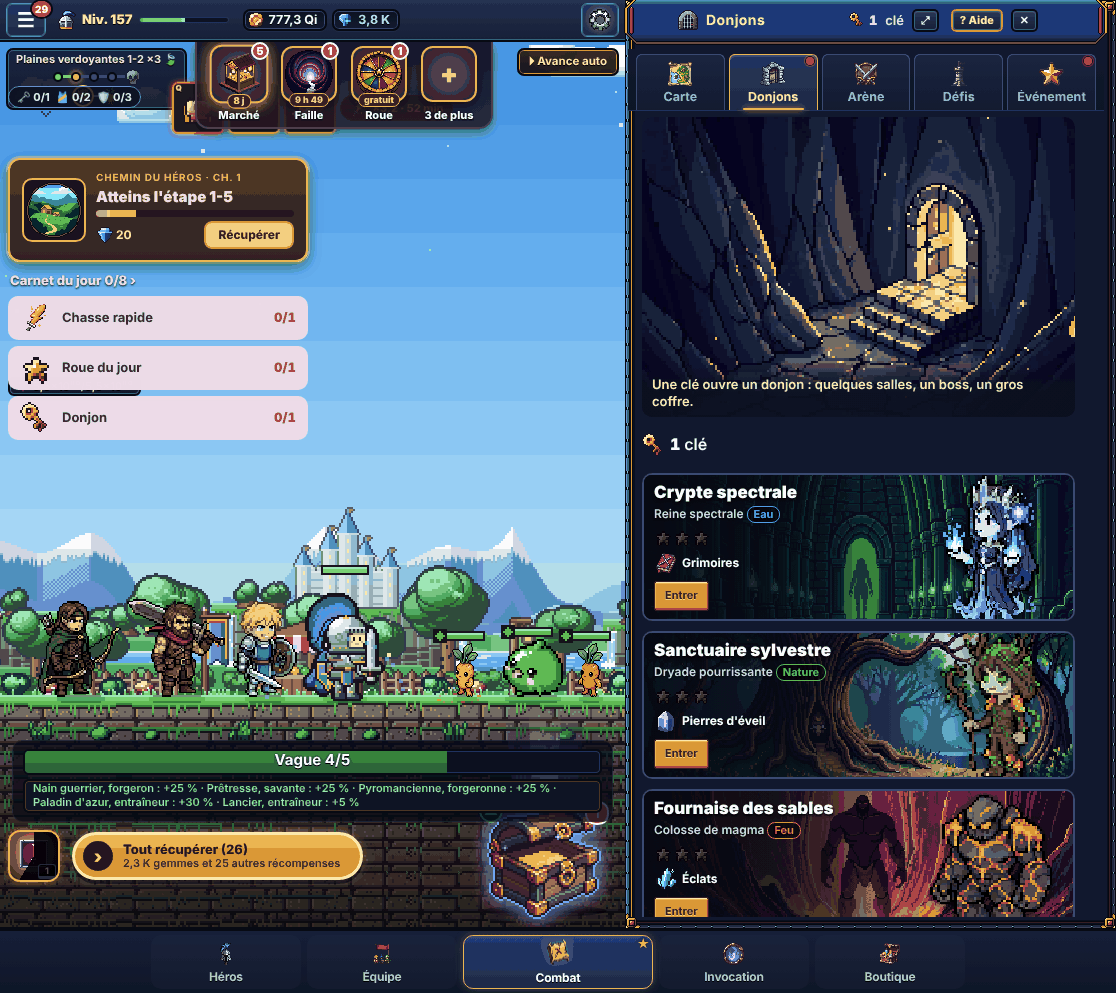 29
Niv. 157
777,3 Qi
3,8 K
Donjons
1 clé
? Aide
Plaines verdoyantes 1-2 ×3
0/1
0/2
0/3
5
8 j
Marché
1
9 h 49
Faille
1
gratuit
Roue
3 de plus
Avance auto
Carte
Donjons
Arène
Défis
Événement
CHEMIN DU HÉROS · CH. 1
Atteins l'étape 1-5
20
Récupérer
Carnet du jour 0/8 ›
Chasse rapide
0/1
Roue du jour
0/1
Donjon
0/1
Une clé ouvre un donjon : quelques salles, un boss, un gros
coffre.
1 clé
Crypte spectrale
Reine spectrale Eau
Grimoires
Entrer
Sanctuaire sylvestre
Dryade pourrissante Nature
Pierres d'éveil
Entrer
Fournaise des sables
Colosse de magma Feu
Éclats
Entrer
Vague 4/5
Nain guerrier, forgeron : +25 % · Prêtresse, savante : +25 % · Pyromancienne, forgeronne : +25 % ·
Paladin d'azur, entraîneur : +30 % · Lancier, entraîneur : +5 %
1
Tout récupérer (26)
2,3 K gemmes et 25 autres récompenses
Héros
Équipe
Combat
Invocation
Boutique